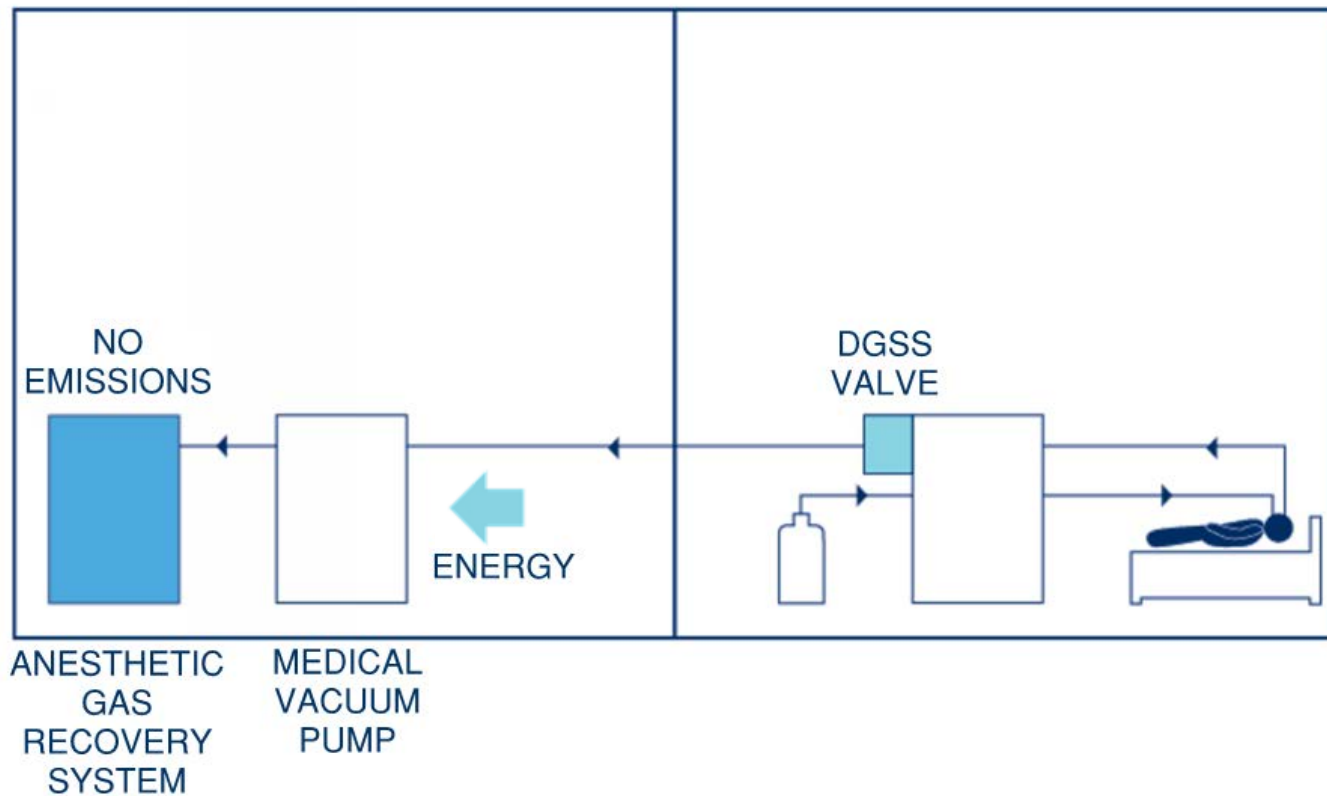 NO
EMISSIONS
DGSS
VALVE
ENERGY
ANESTHETIC
GAS
RECOVERY
SYSTEM
MEDICAL
VACUUM
PUMP